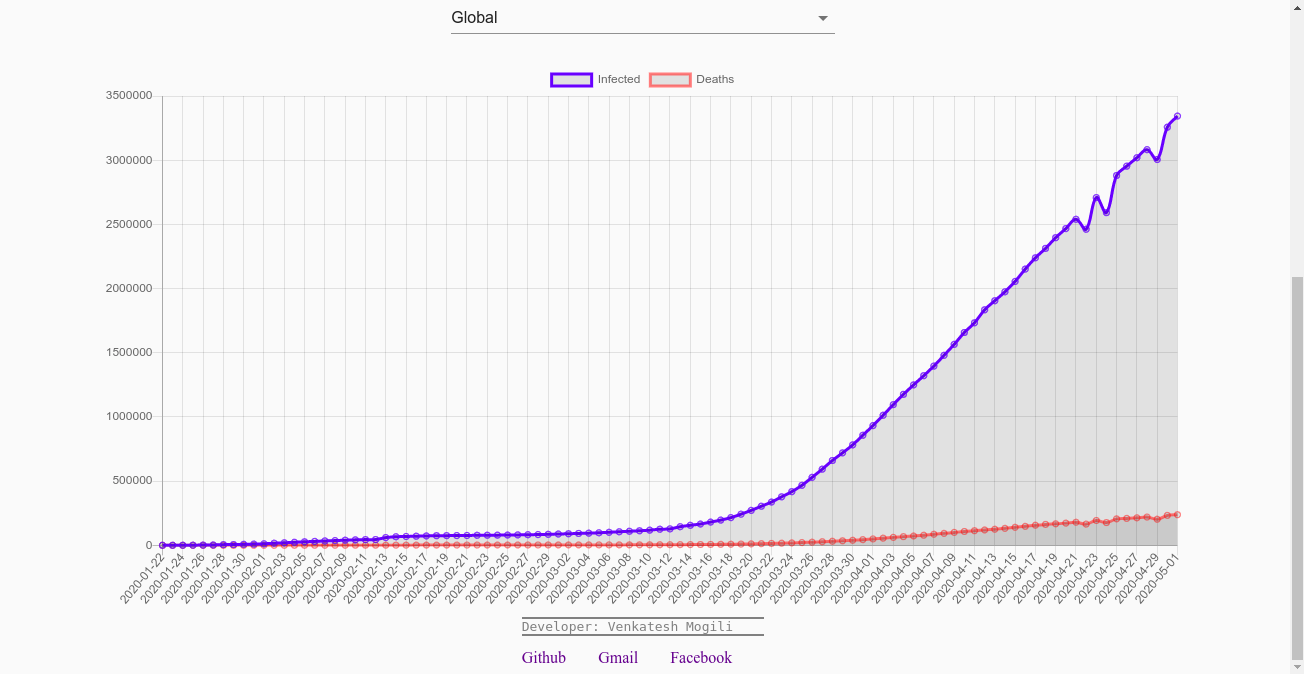 Global
Infected Deaths
3500000
3000000
2500000
2000000
1500000
1000000
500000
0
2020-01-22 2020-01-24 2020-01-26 2020-01-28 2020-01-30 2020-02-01 2020-02-03 2020-02-05 2020-02-07 2020-02-09 2020-02-11 2020-02-13 2020-02-15 2020-02-17 2020-02-19 2020-02-21 2020-02-23 2020-02-25 2020-02-27 2020-02-29 2020-03-02 2020-03-04 2020-03-06 2020-03-08 2020-03-10 2020-03-12 2020-03-14 2020-03-16 2020-03-18 2020-03-20 2020-03-22 2020-03-24 2020-03-26 2020-03-28 2020-03-30 2020-04-01 2020-04-03 2020-04-05 2020-04-07 2020-04-09 2020-04-11 2020-04-13 2020-04-15 2020-04-17 2020-04-19 2020-04-21 2020-04-23 2020-04-25 2020-04-27 2020-04-29 2020-05-01
Developer: Venkatesh Mogili
Github Gmail Facebook